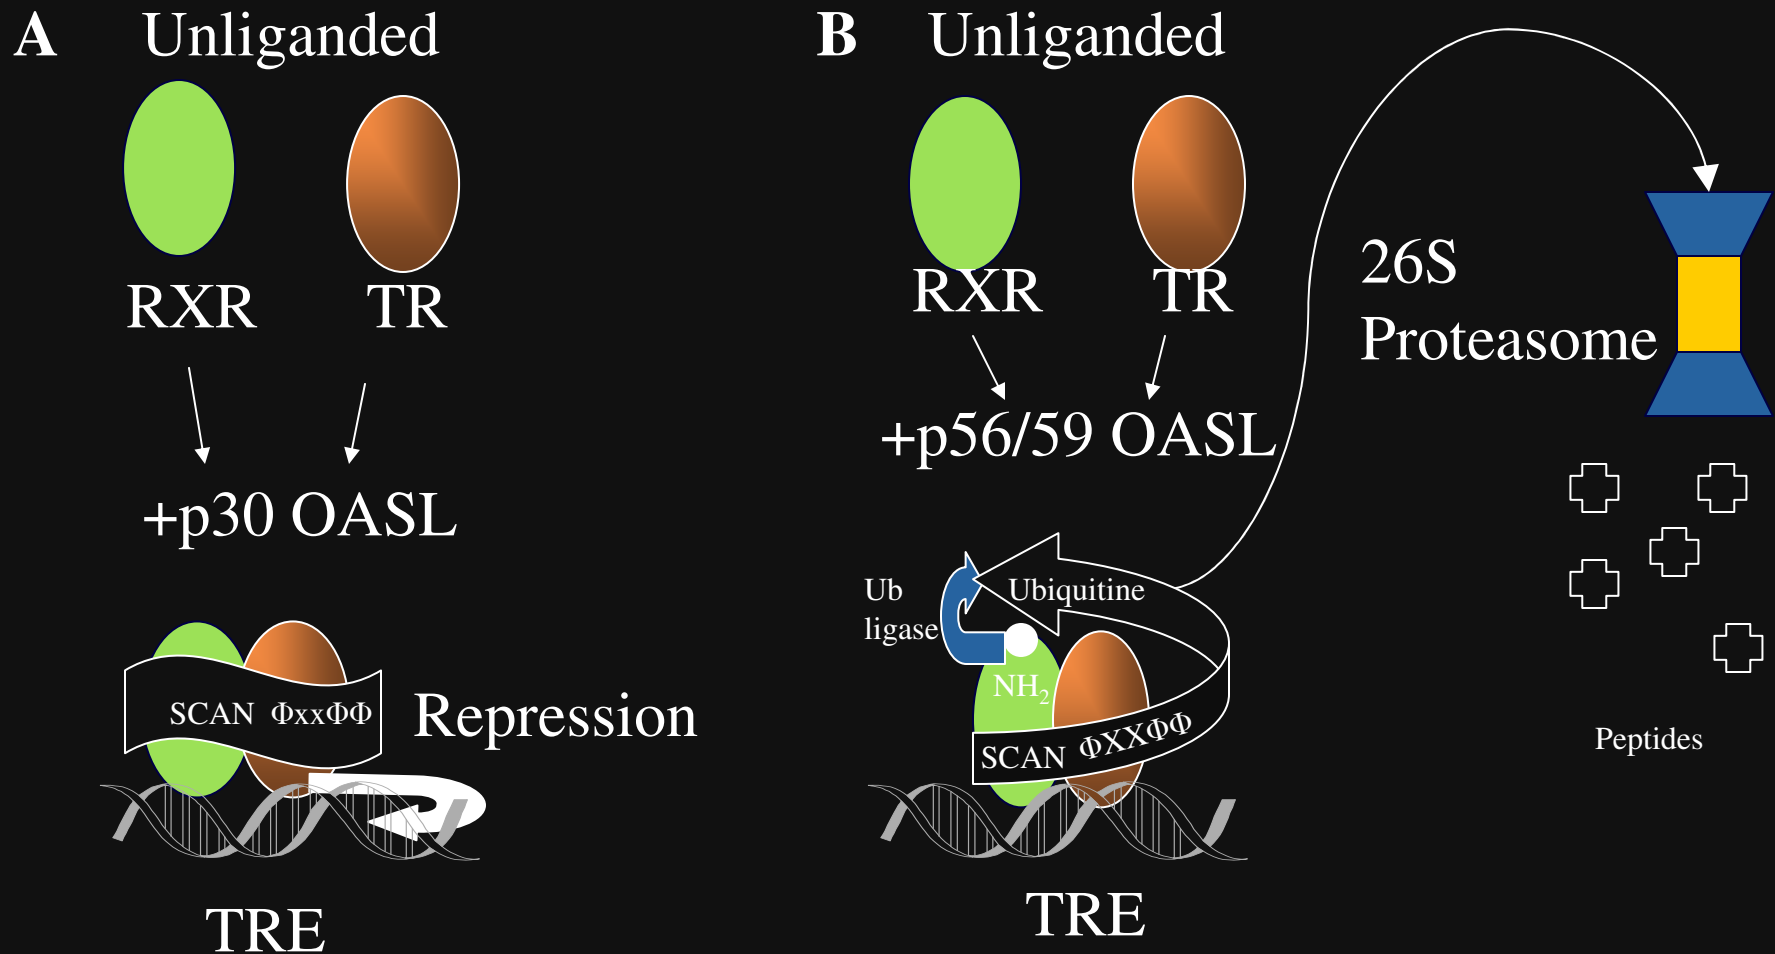 A Unliganded
RXR TR
+p30 OASL
SCAN ΦxxΦΦ
Repression
TRE
B Unliganded
RXR TR
+p56/59 OASL
26S
Proteasome
Ub
ligase
Ubiquitine
NH₂
SCAN ΦXXΦΦ
TRE
Peptides